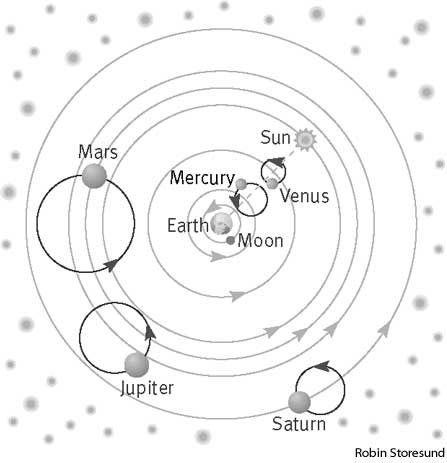 Sun
Mars
Mercury
Venus
Earth
Moon
Jupiter
Saturn
Robin Storesund